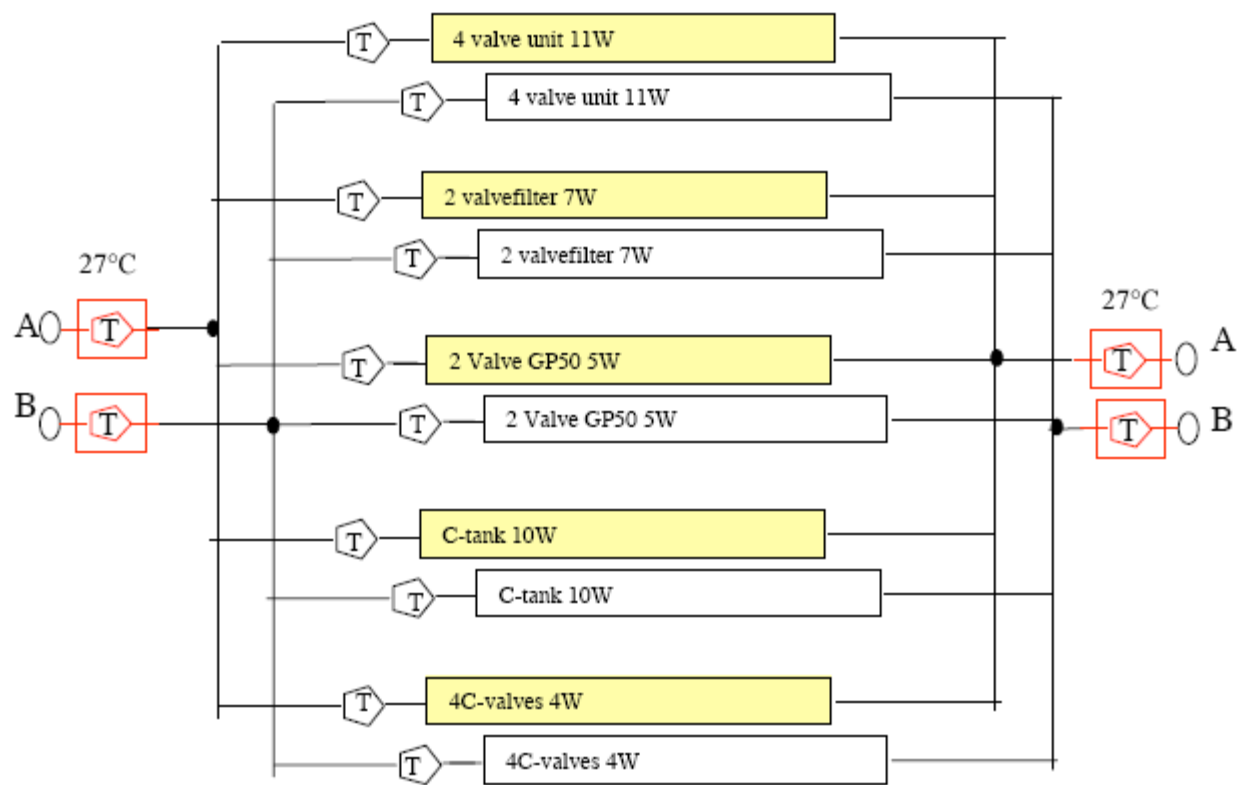 T 4 valve unit 11W
T 4 valve unit 11W
T 2 valvefilter 7W
T 2 valvefilter 7W
27°C
27°C
A T
T A
T 2 Valve GP50 5W
B T
T 2 Valve GP50 5W
T B
T C-tank 10W
T C-tank 10W
T 4C-valves 4W
T 4C-valves 4W